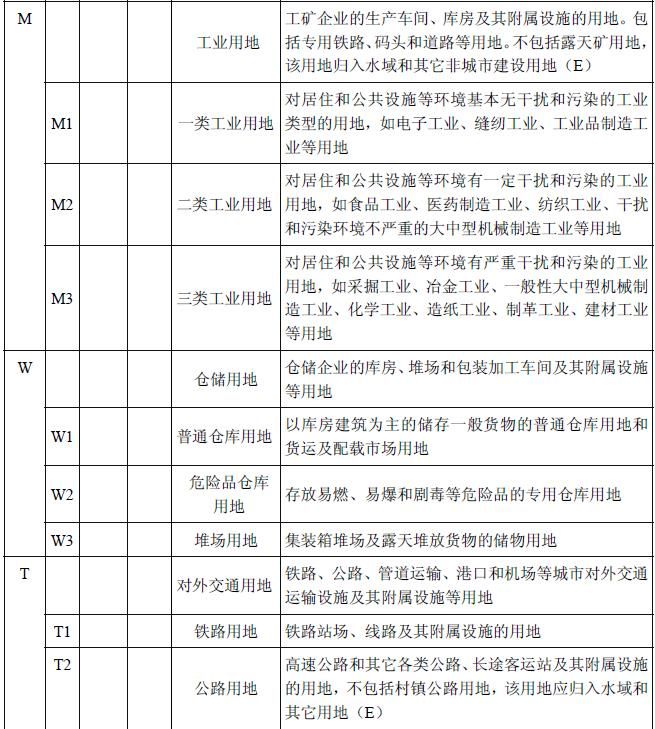 M
工业用地
工矿企业的生产车间、库房及其附属设施的用地。包
括专用铁路、码头和道路等用地。不包括露天矿用地，
该用地归入水域和其它非城市建设用地（E）
M1
一类工业用地
对居住和公共设施等环境基本无干扰和污染的工业
类型的用地，如电子工业、缝纫工业、工业品制造工
业等用地
M2
二类工业用地
对居住和公共设施等环境有一定干扰和污染的工业
用地，如食品工业、医药制造工业、纺织工业、干扰
和污染环境不严重的大中型机械制造工业等用地
M3
三类工业用地
对居住和公共设施等环境有严重干扰和污染的工业
用地，如采掘工业、冶金工业、一般性大中型机械制
造工业、化学工业、造纸工业、制革工业、建材工业
等用地
W
仓储用地
仓储企业的库房、堆场和包装加工车间及其附属设施
等用地
W1
普通仓库用地
以库房建筑为主的储存一般货物的普通仓库用地和
货运及配载市场用地
W2
危险品仓库
用地
存放易燃、易爆和剧毒等危险品的专用仓库用地
W3
堆场用地
集装箱堆场及露天堆放货物的储物用地
T
对外交通用地
铁路、公路、管道运输、港口和机场等城市对外交通
运输设施及其附属设施等用地
T1
铁路用地
铁路站场、线路及其附属设施的用地
T2
公路用地
高速公路和其它各类公路、长途客运站及其附属设施
的用地，不包括村镇公路用地，该用地应归入水域和
其它用地（E）